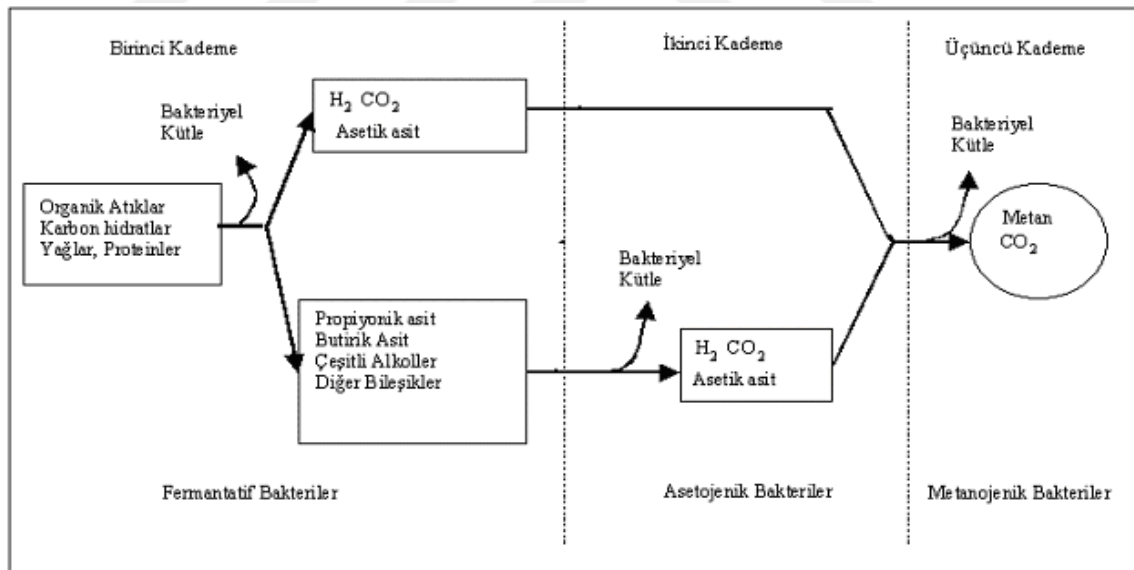 Birinci Kademe
İkinci Kademe
Üçüncü Kademe
Bakteriyel
Kütle
H₂ CO₂
Asetik asit
Bakteriyel
Kütle
Organik Atıklar
Karbon hidratlar
Yağlar, Proteinler
Metan
CO₂
Bakteriyel
Kütle
Propiyonik asit
Butirik Asit
Çeşitli Alkoller
Diğer Bileşikler
H₂ CO₂
Asetik asit
Fermantatif Bakteriler
Asetojenik Bakteriler
Metanojenik Bakteriler